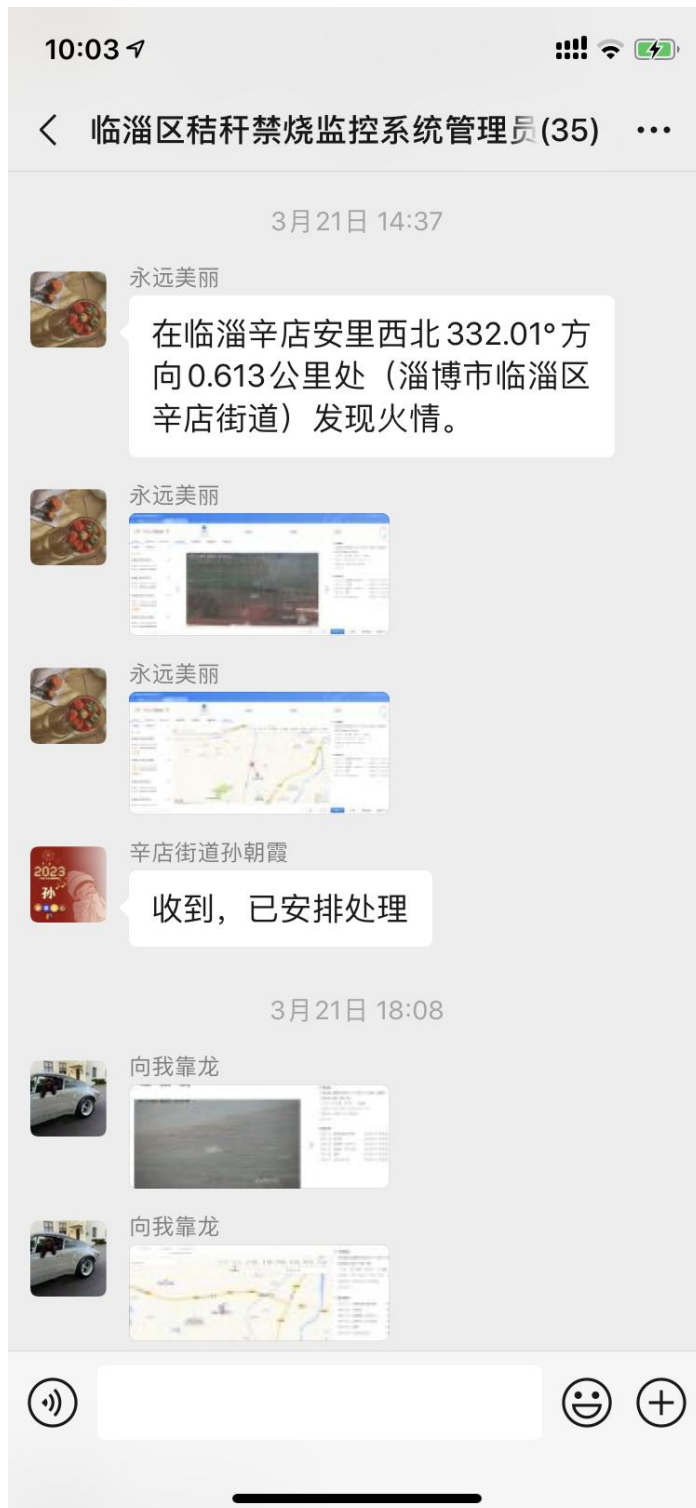 10:03
临淄区秸秆禁烧监控系统管理员(35)
3月21日 14:37
永远美丽
在临淄辛店安里西北332.01°方
向0.613公里处（淄博市临淄区
辛店街道）发现火情。
永远美丽
永远美丽
辛店街道孙朝霞
2023
孙
收到，已安排处理
3月21日 18:08
向我靠龙
向我靠龙